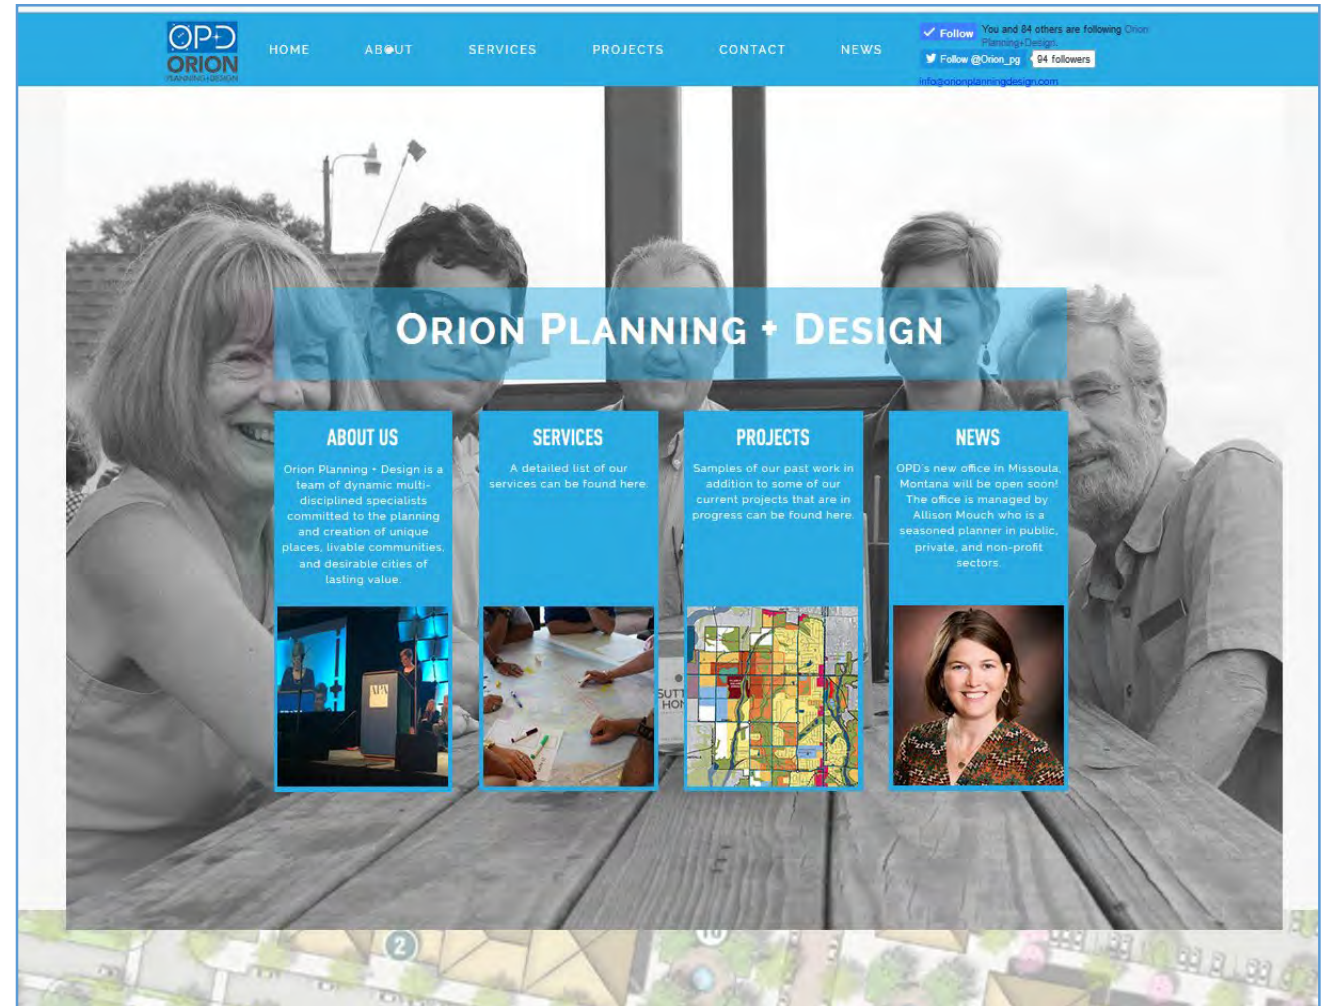 OPD
ORION
PLANNING+DESIGN
HOME
ABOUT
SERVICES
PROJECTS
CONTACT
NEWS
Follow
You and 84 others are following Orion
Planning+Design.
Follow @Orion_pg
94 followers
info@orionplanningdesign.com
ORION PLANNING + DESIGN
ABOUT US
Orion Planning + Design is a
team of dynamic multi-
disciplined specialists
committed to the planning
and creation of unique
places, livable communities,
and desirable cities of
lasting value.
APA
SERVICES
A detailed list of our
services can be found here.
PROJECTS
Samples of our past work in
addition to some of our
current projects that are in
progress can be found here.
NEWS
OPD's new office in Missoula,
Montana will be open soon!
The office is managed by
Allison Mouch who is a
seasoned planner in public,
private, and non-profit
sectors.
2